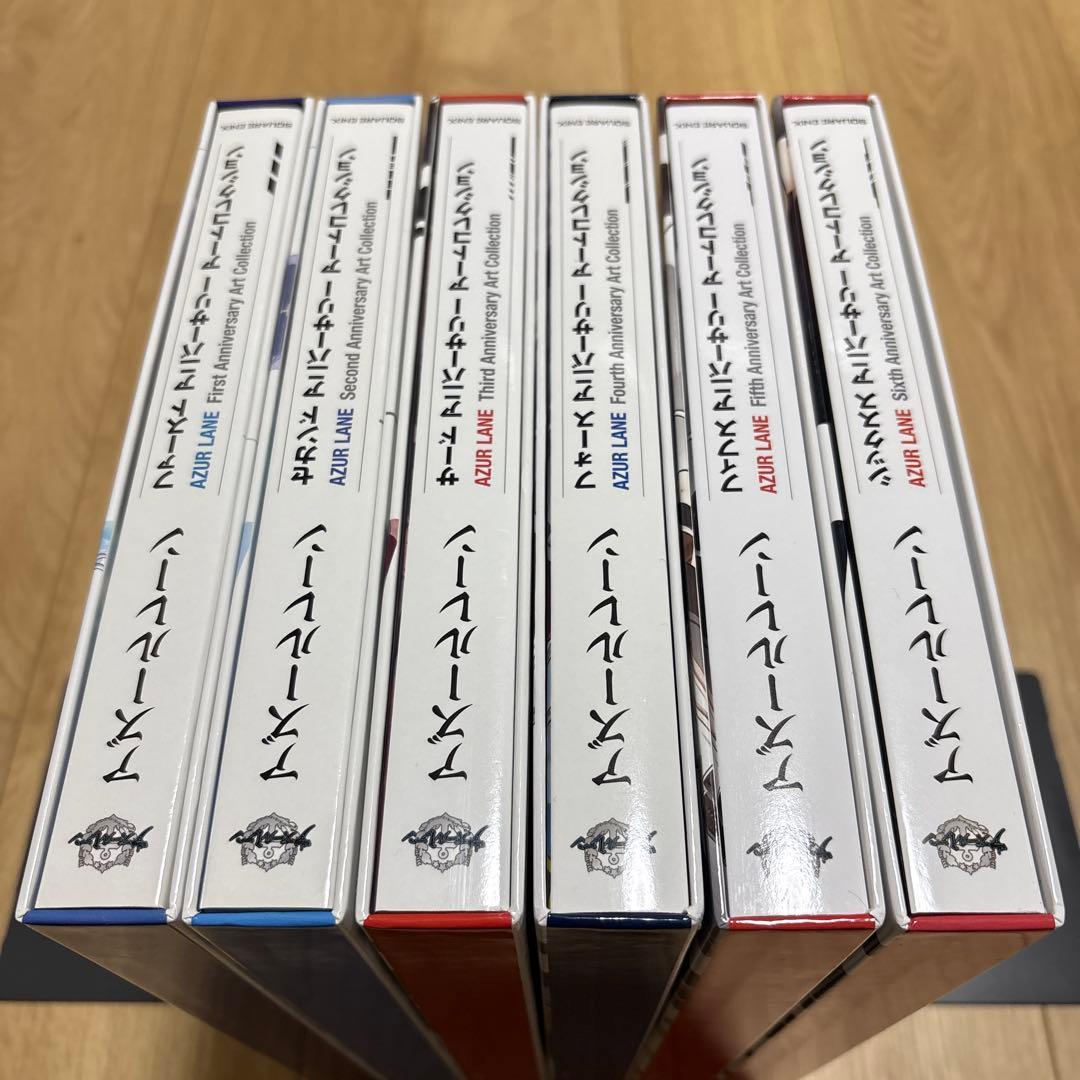 アズールレーン
ファースト アニバーサリー アートコレクション
AZUR LANE First Anniversary Art Collection
SQUARE ENIX
アズールレーン
セカンド アニバーサリー アートコレクション
AZUR LANE Second Anniversary Art Collection
SQUARE ENIX
アズールレーン
サード アニバーサリー アートコレクション
AZUR LANE Third Anniversary Art Collection
SQUARE ENIX
アズールレーン
フォース アニバーサリー アートコレクション
AZUR LANE Fourth Anniversary Art Collection
SQUARE ENIX
アズールレーン
フィフス アニバーサリー アートコレクション
AZUR LANE Fifth Anniversary Art Collection
SQUARE ENIX
アズールレーン
シックスス アニバーサリー アートコレクション
AZUR LANE Sixth Anniversary Art Collection
SQUARE ENIX